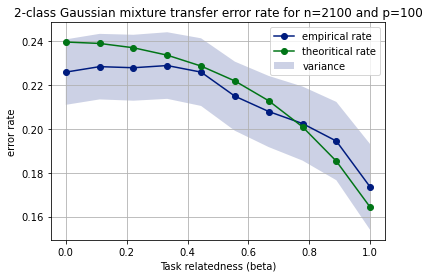 2-class Gaussian mixture transfer error rate for n=2100 and p=100
empirical rate
theoritical rate
variance
error rate
0.24
0.22
0.20
0.18
0.16
0.0 0.2 0.4 0.6 0.8 1.0
Task relatedness (beta)